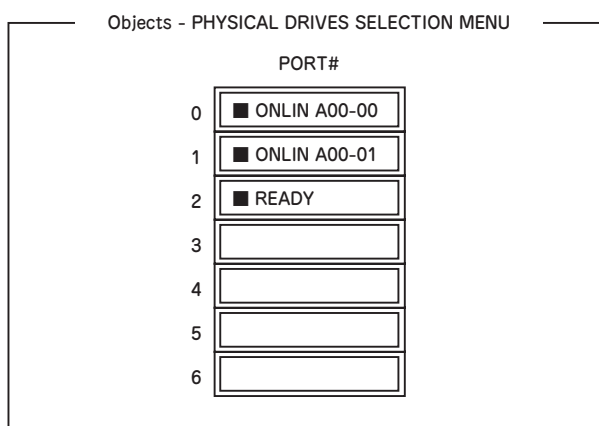 Objects - PHYSICAL DRIVES SELECTION MENU
PORT#
0 ■ ONLIN A00-00
1 ■ ONLIN A00-01
2 ■ READY
3
4
5
6